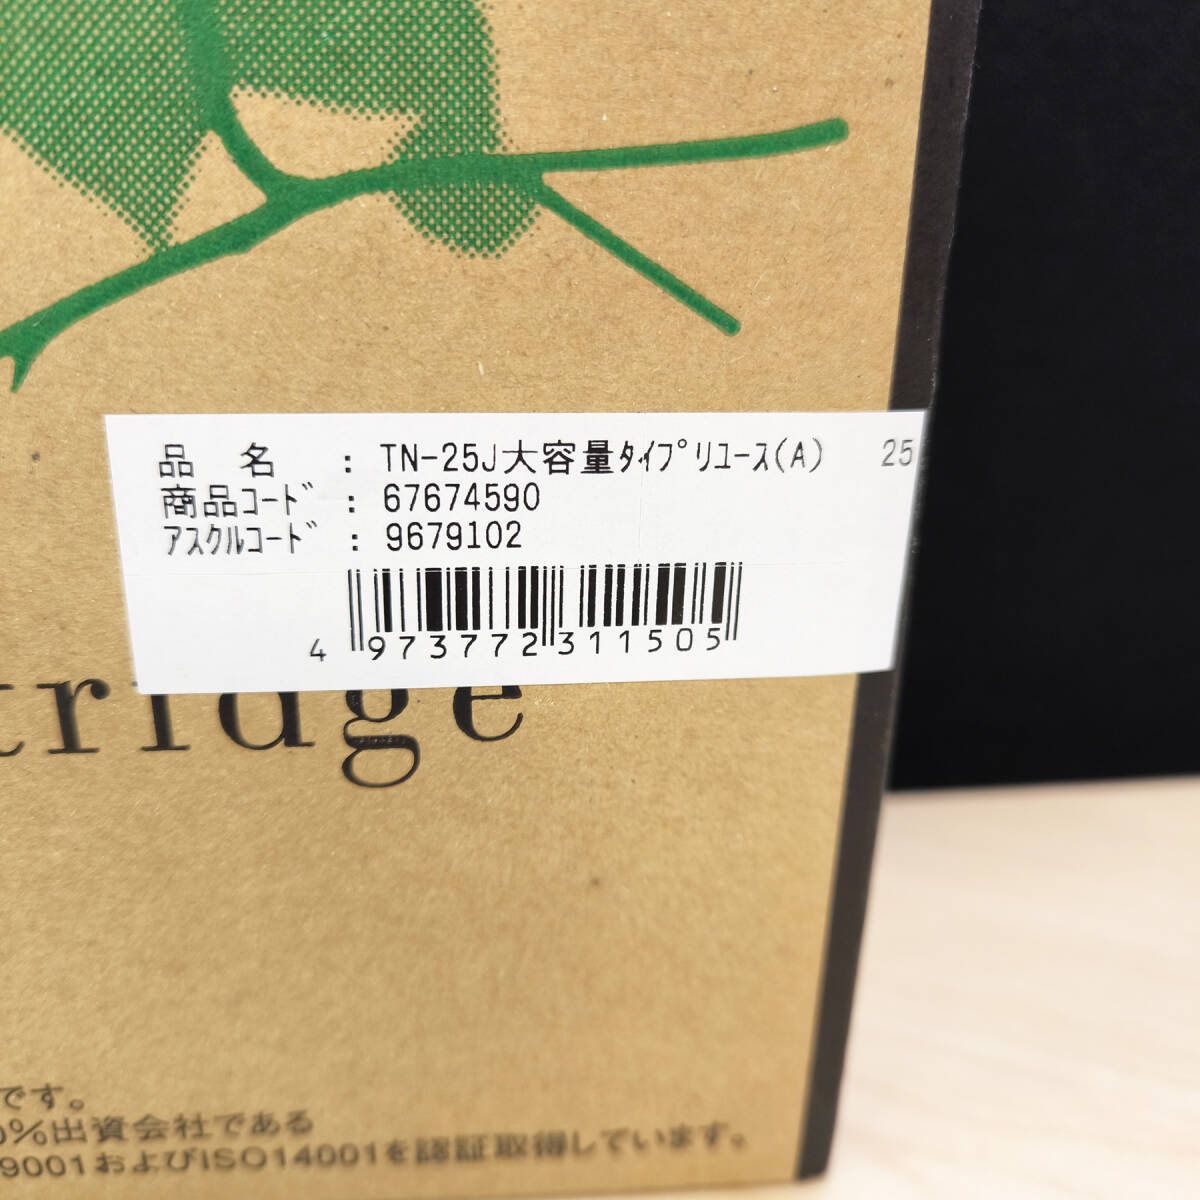 品 名 : TN-25J大容量ﾀｲﾌﾟﾘﾕｰｽ(A) 25
商品ｺｰﾄﾞ : 67674590
ｱｽｸﾙｺｰﾄﾞ : 9679102
4 973772 311505
tridge
です。
0%出資会社である
9001およびISO14001を認証取得しています。